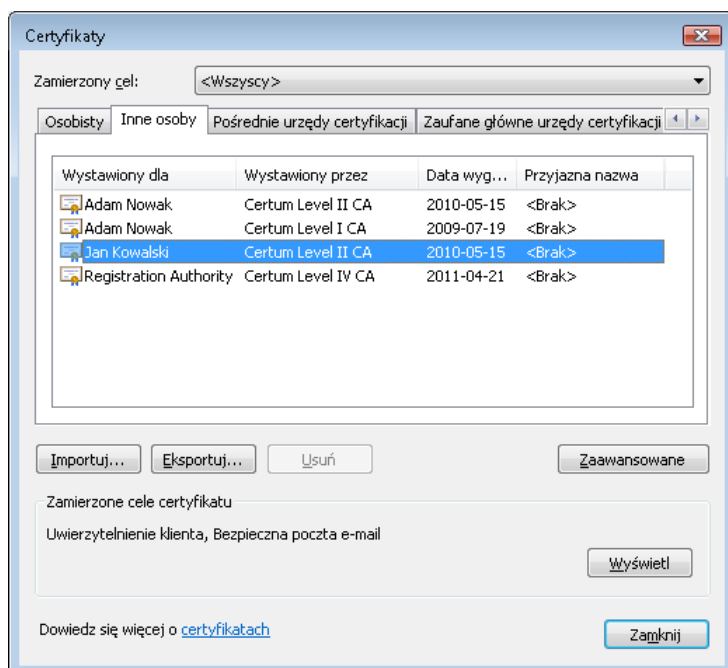 Certyfikaty
Zamierzony cel: <Wszyscy>
Osobisty Inne osoby Pośrednie urzędy certyfikacji Zaufane główne urzędy certyfikacji
Wystawiony dla Wystawiony przez Data wyg... Przyjazna nazwa
Adam Nowak Certum Level II CA 2010-05-15 <Brak>
Adam Nowak Certum Level I CA 2009-07-19 <Brak>
Jan Kowalski Certum Level II CA 2010-05-15 <Brak>
Registration Authority Certum Level IV CA 2011-04-21 <Brak>
Importuj... Eksportuj... Usuń Zaawansowane
Zamierzone cele certyfikatu
Uwierzytelnienie klienta, Bezpieczna poczta e-mail
Wyświetl
Dowiedz się więcej o certyfikatach
Zamknij